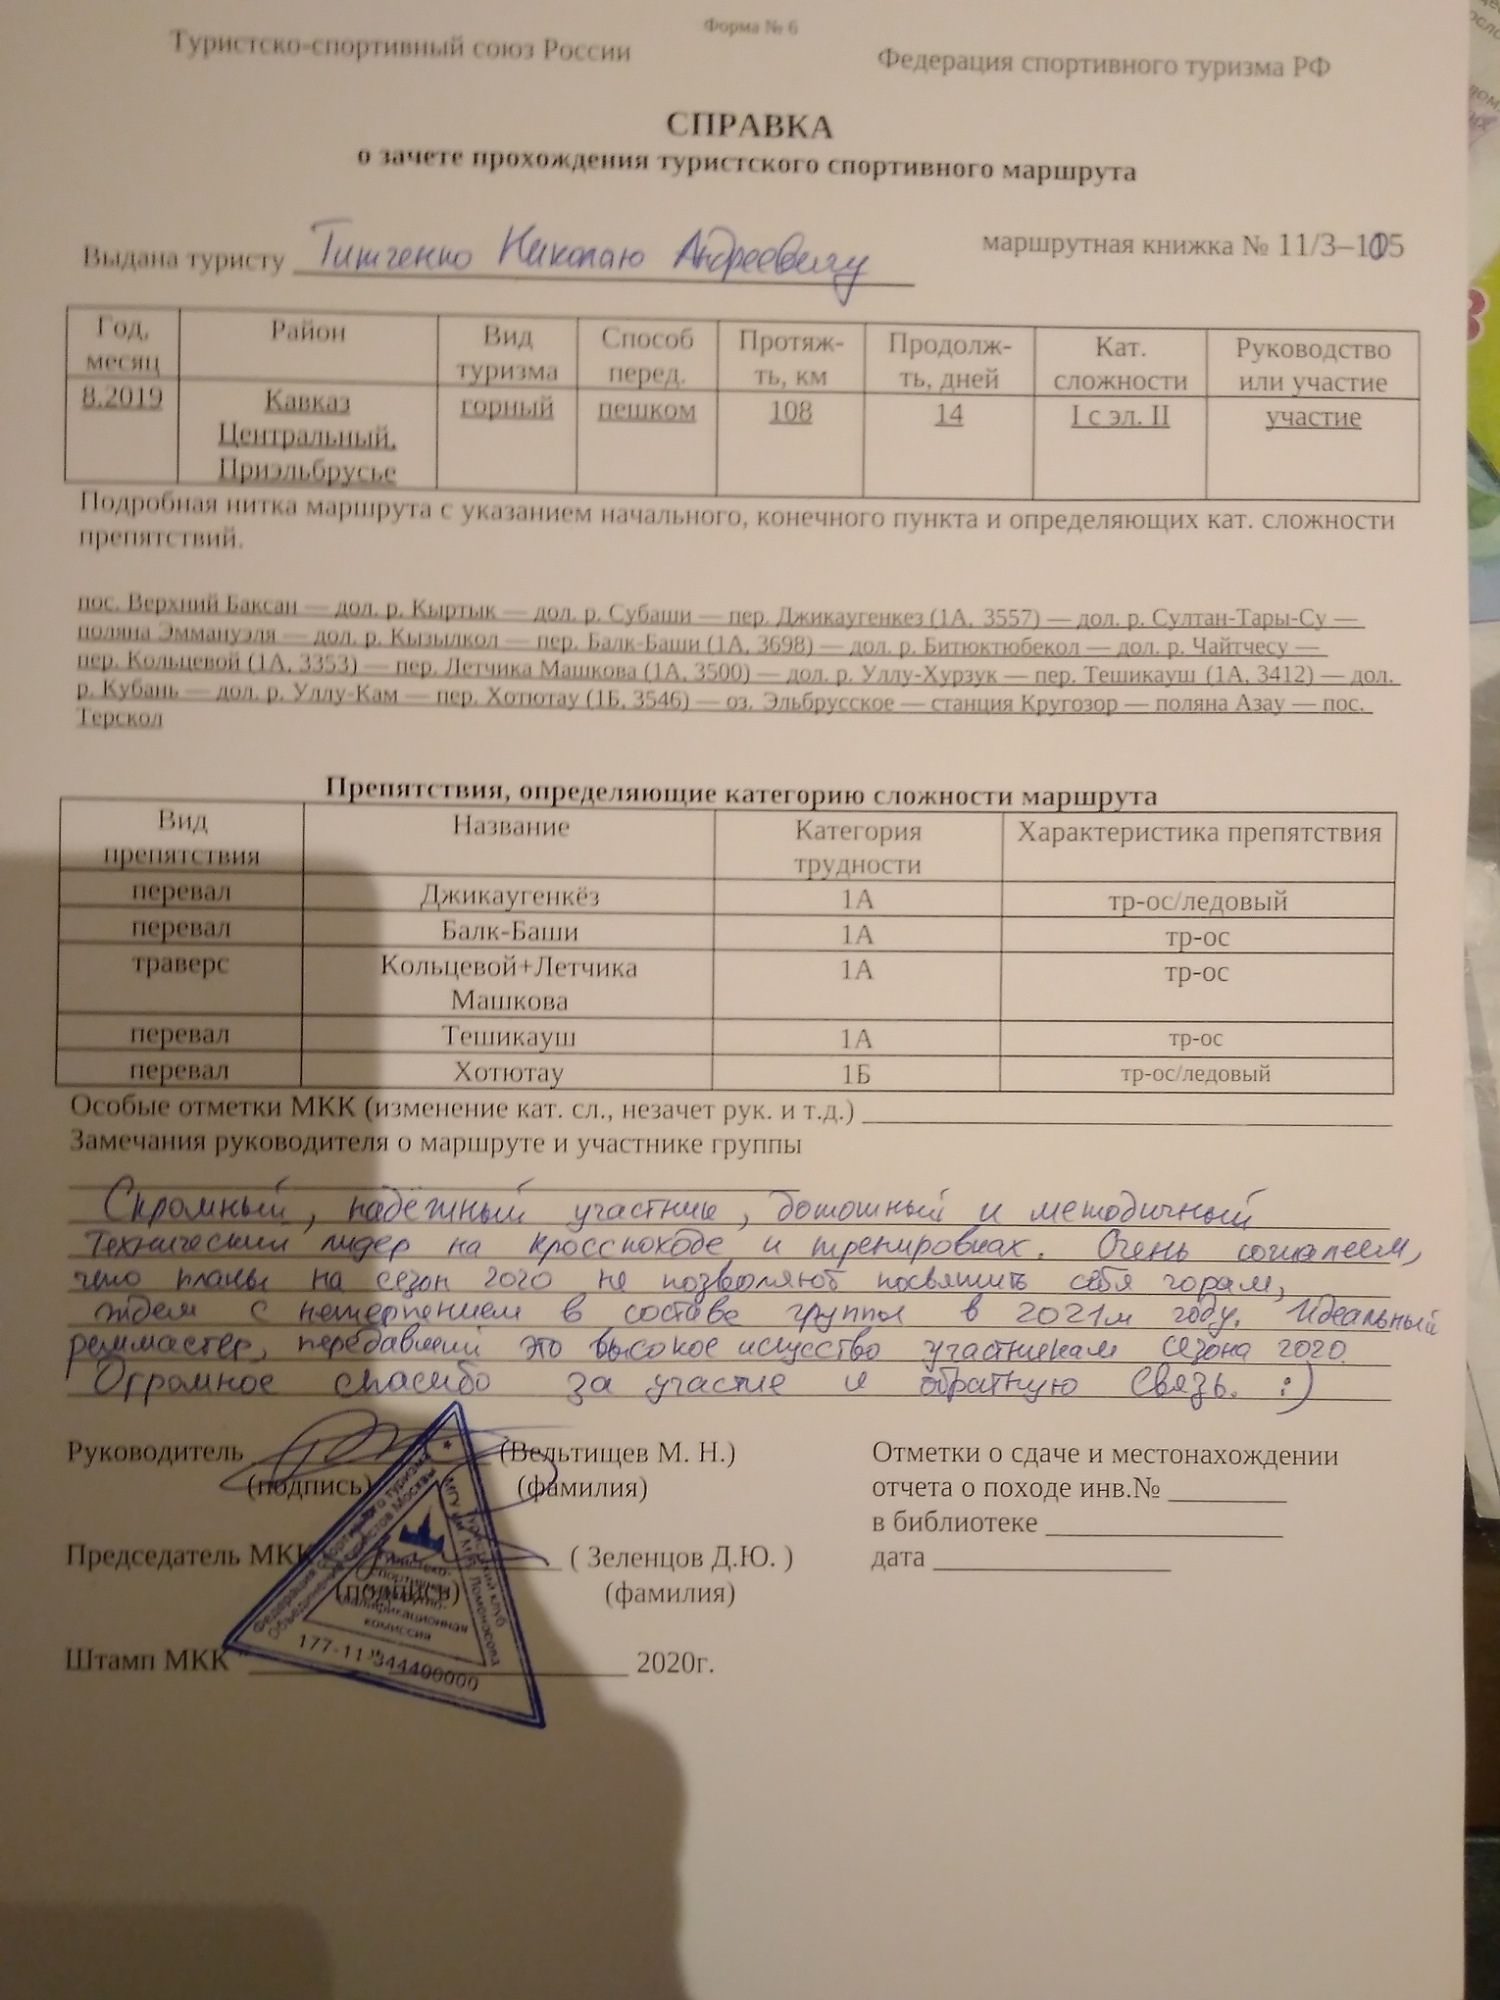 Форма № 6
Туристско-спортивный союз России
Федерация спортивного туризма РФ
СПРАВКА
о зачете прохождения туристского спортивного маршрута
Выдана туристу Титченко Николаю Андреевичу
маршрутная книжка № 11/3–105
Год, месяц | Район | Вид туризма | Способ перед. | Протяж-ть, км | Продолж-ть, дней | Кат. сложности | Руководство или участие
8.2019 | Кавказ Центральный, Приэльбрусье | горный | пешком | 108 | 14 | I с эл. II | участие
Подробная нитка маршрута с указанием начального, конечного пункта и определяющих кат. сложности
препятствий.
пос. Верхний Баксан — дол. р. Кыртык — дол. р. Субаши — пер. Джикаугенкез (1А, 3557) — дол. р. Султан-Тары-Су —
поляна Эммануэля — дол. р. Кызылкол — пер. Балк-Баши (1А, 3698) — дол. р. Битюктюбекол — дол. р. Чайтчесу —
пер. Кольцевой (1А, 3353) — пер. Летчика Машкова (1А, 3500) — дол. р. Уллу-Хурзук — пер. Тешикауш (1А, 3412) — дол.
р. Кубань — дол. р. Уллу-Кам — пер. Хотютау (1Б, 3546) — оз. Эльбрусское — станция Кругозор — поляна Азау — пос.
Терскол
Препятствия, определяющие категорию сложности маршрута
Вид препятствия | Название | Категория трудности | Характеристика препятствия
перевал | Джикаугенкёз | 1А | тр-ос/ледовый
перевал | Балк-Баши | 1А | тр-ос
траверс | Кольцевой+Летчика Машкова | 1А | тр-ос
перевал | Тешикауш | 1А | тр-ос
перевал | Хотютау | 1Б | тр-ос/ледовый
Особые отметки МКК (изменение кат. сл., незачет рук. и т.д.)
Замечания руководителя о маршруте и участнике группы
Скромный, надёжный участник, дотошный и методичный
Технический лидер на кросспоходе и тренировках. Очень сожалеем,
что планы на сезон 2020 не позволяют посвятить себя горам,
ждем с нетерпением в составе группы в 2021м году. Идеальный
реммастер, передавший это высокое искусство участникам сезона 2020.
Огромное спасибо за участие и обратную связь. :)
Руководитель (Вельтищев М. Н.)
(подпись) (фамилия)
Отметки о сдаче и местонахождении
отчета о походе инв.№
в библиотеке
дата
Председатель МКК ( Зеленцов Д.Ю. )
(подпись) (фамилия)
Штамп МКК " " 2020г.
Федерация спортивного туризма
Объединение туристов Москвы
Туристский клуб
МГУ им. М.В. Ломоносова
Туристско-
спортивная
маршрутно-
квалификационная
комиссия
177-11-344400000